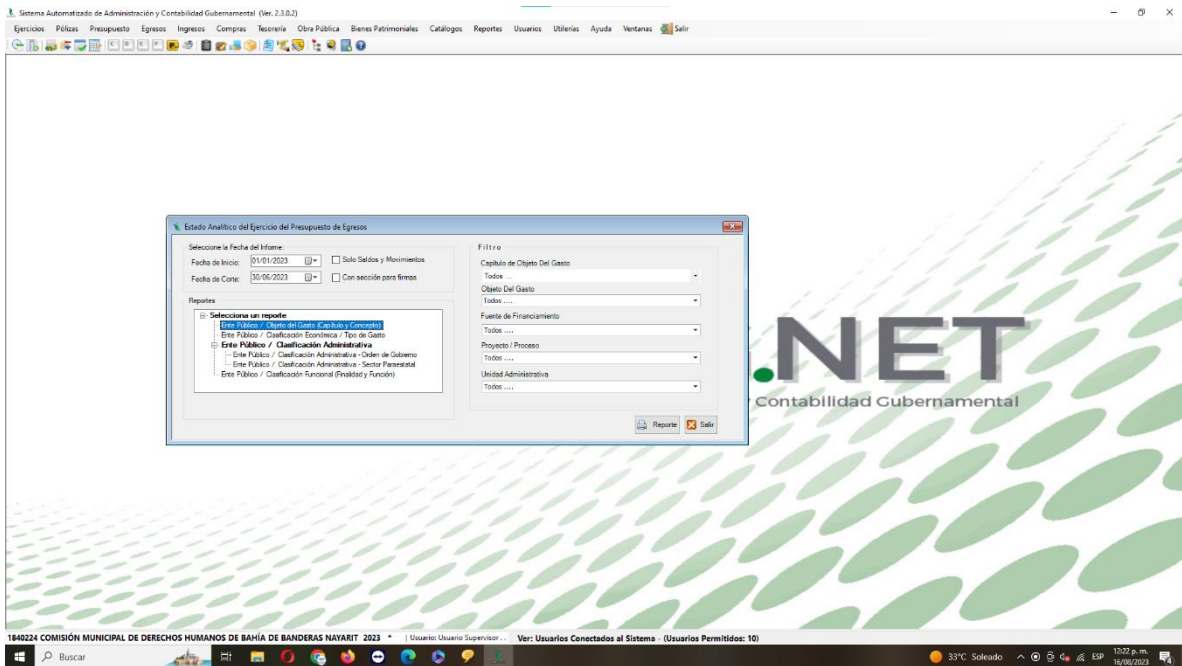 Sistema Automatizado de Administración y Contabilidad Gubernamental (Ver. 2.3.0.2)
Ejercicios Pólizas Presupuesto Egresos Ingresos Compras Tesorería Obra Pública Bienes Patrimoniales Catálogos Reportes Usuarios Utilerias Ayuda Ventanas Salir
Estado Analítico del Ejercicio del Presupuesto de Egresos
Seleccione la Fecha del Informe:
Fecha de Inicio: 01/01/2023 Solo Saldos y Movimientos
Fecha de Corte: 30/06/2023 Con sección para firmas
Reportes
Selecciona un reporte
Ente Público / Objeto del Gasto (Capítulo y Concepto)
Ente Público / Clasificación Económica / Tipo de Gasto
Ente Público / Clasificación Administrativa
Ente Público / Clasificación Administrativa - Orden de Gobierno
Ente Público / Clasificación Administrativa - Sector Paraestatal
Ente Público / Clasificación Funcional (Finalidad y Función)
Filtro
Capítulo de Objeto Del Gasto
Todos ...
Objeto Del Gasto
Todos ....
Fuente de Financiamiento
Todos ....
Proyecto / Proceso
Todos ....
Unidad Administrativa
Todos ....
Reporte Salir
.NET
Contabilidad Gubernamental
1840224 COMISIÓN MUNICIPAL DE DERECHOS HUMANOS DE BAHÍA DE BANDERAS NAYARIT 2023 * | Usuario: Usuario Supervisor . . Ver: Usuarios Conectados al Sistema - (Usuarios Permitidos: 10)
Buscar
33°C Soleado ESP 12:22 p. m.
16/08/2023